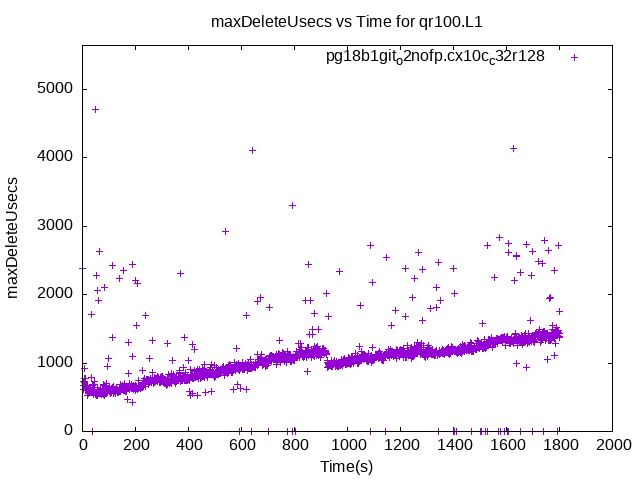 maxDeleteUsecs vs Time for qr100.L1
pg18b1git_o2nofp.cx10c_c32r128
5000
4000
3000
2000
1000
0
maxDeleteUsecs
0 200 400 600 800 1000 1200 1400 1600 1800 2000
Time(s)